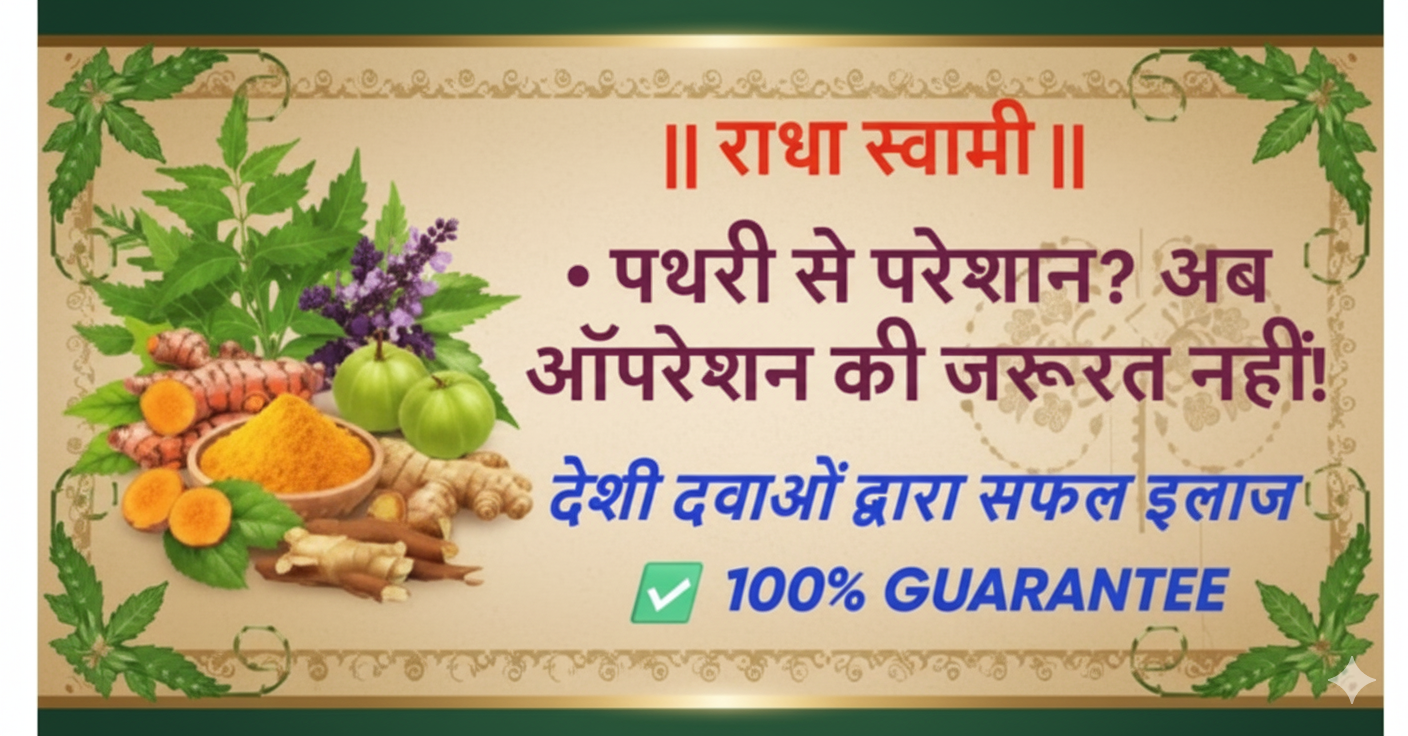 || राधा स्वामी ||
• पथरी से परेशान? अब
ऑपरेशन की जरूरत नहीं!
देशी दवाओं द्वारा सफल इलाज
✅ 100% GUARANTEE